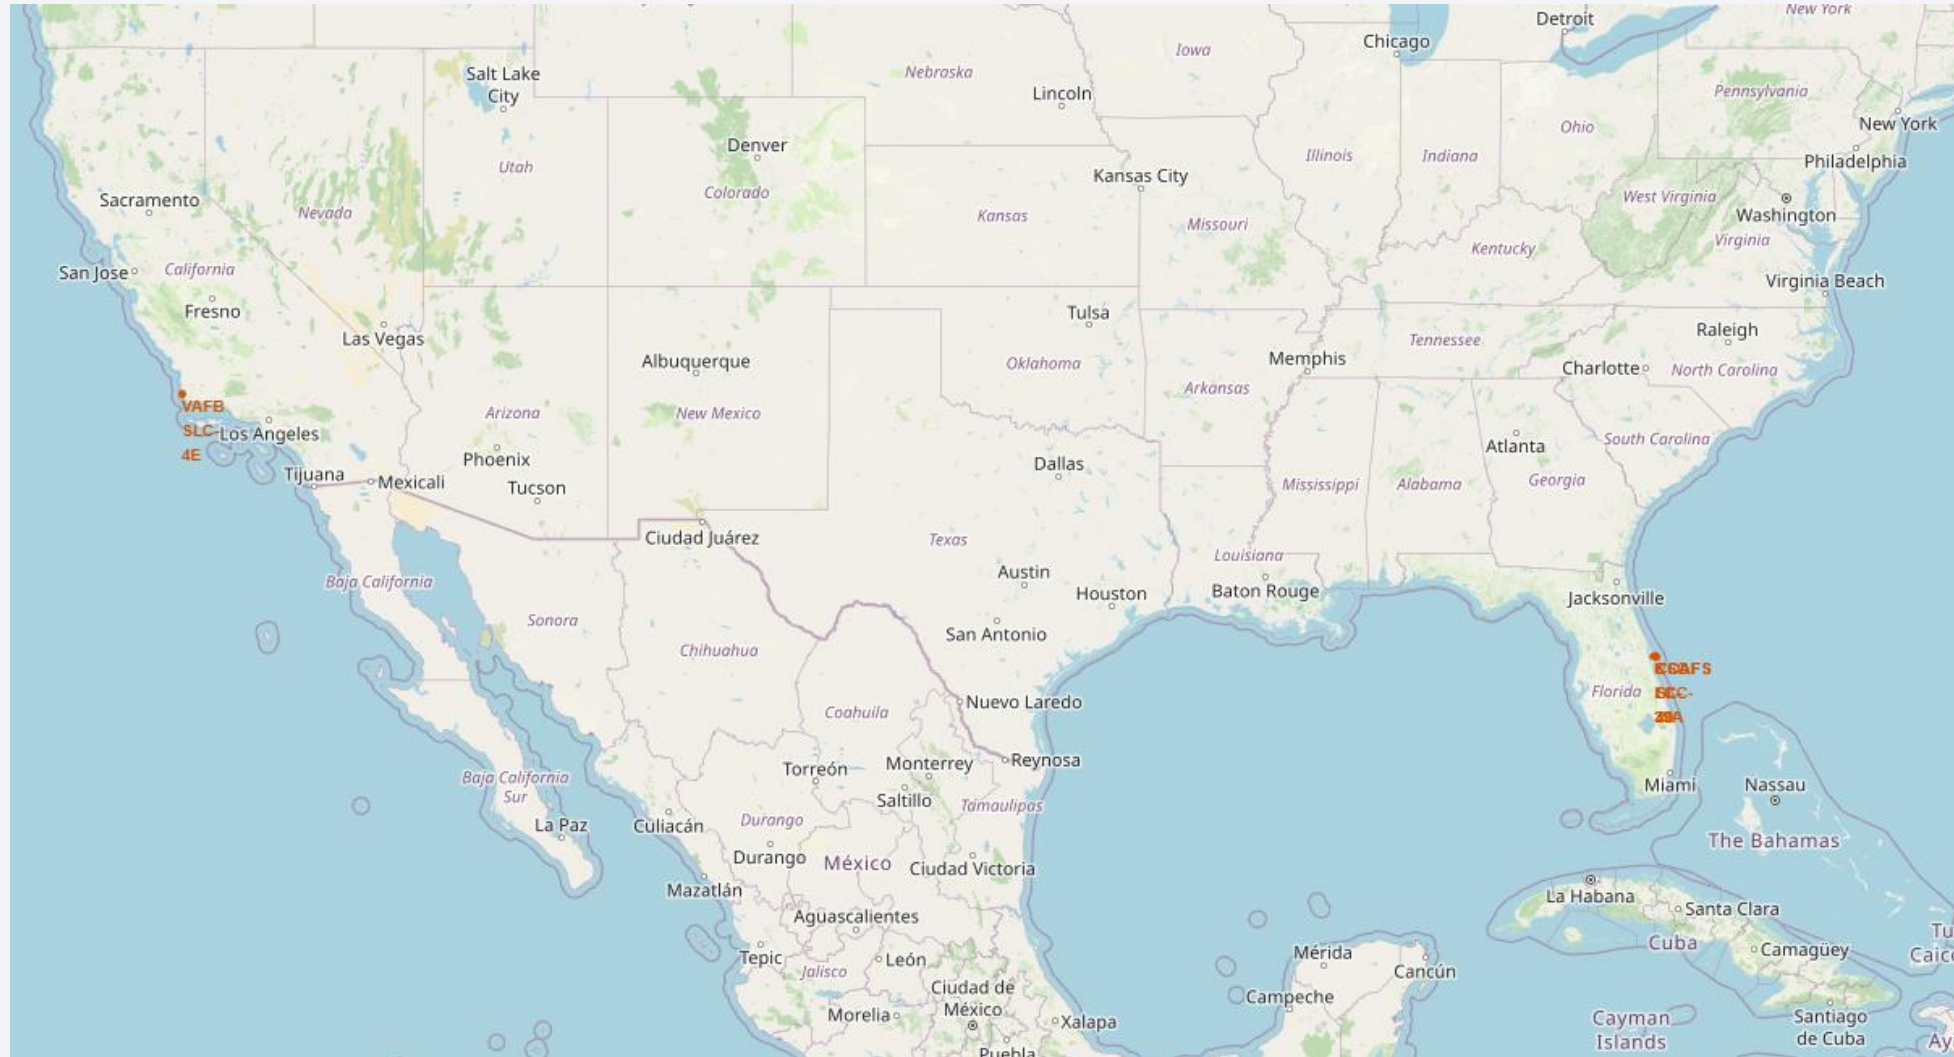 New York
Detroit
Chicago
Iowa
Salt Lake
City
Nebraska
Lincoln
Pennsylvania
New York
Ohio
Denver
Utah
Colorado
Illinois
Indiana
Philadelphia
Kansas City
Sacramento
Nevada
Kansas
Missouri
West Virginia
Washington
Virginia
Kentucky
San Jose
California
Fresno
Virginia Beach
Las Vegas
Tulsa
Raleigh
Albuquerque
Oklahoma
Memphis
Tennessee
Charlotte
North Carolina
Arkansas
VAFB
SLC-
4E
Los Angeles
Arizona
New Mexico
Phoenix
Tucson
Tijuana
Mexicali
Dallas
Atlanta
South Carolina
Mississippi
Alabama
Georgia
Ciudad Juárez
Texas
Louisiana
Austin
Houston
Baton Rouge
Jacksonville
Baja California
Sonora
Chihuahua
San Antonio
Florida
Nuevo Laredo
Coahuila
Reynosa
Torreón
Monterrey
Saltillo
Tamaulipas
Miami
Nassau
The Bahamas
Baja California
Sur
La Paz
Culiacán
Durango
Durango
México
Ciudad Victoria
Mazatlán
La Habana
Santa Clara
Cuba
Camagüey
Aguascalientes
Tepic
Jalisco
León
Mérida
Cancún
Campeche
Ciudad de
México
Morelia
Xalapa
Puebla
Cayman
Islands
Santiago
de Cuba